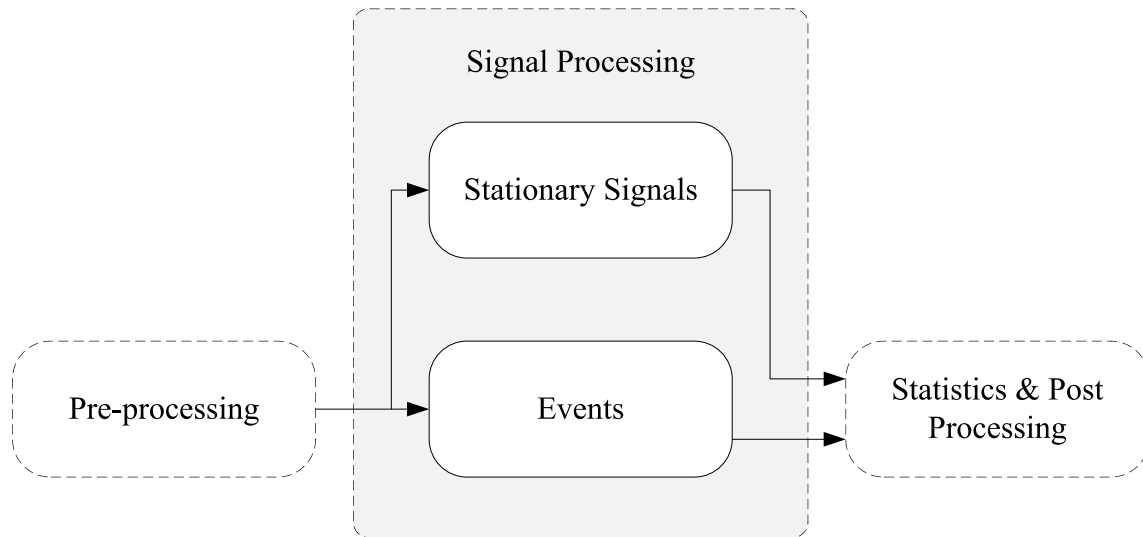 Signal Processing
Stationary Signals
Pre-processing
Events
Statistics & Post
Processing